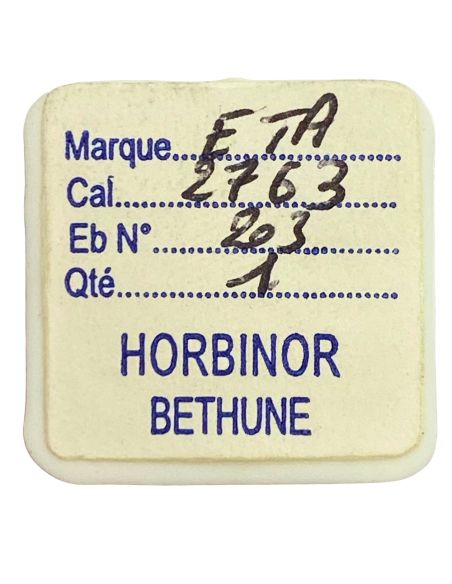 Marque... ETA
Cal... 2763
Eb N°... 203
Qté... 1
HORBINOR
BETHUNE